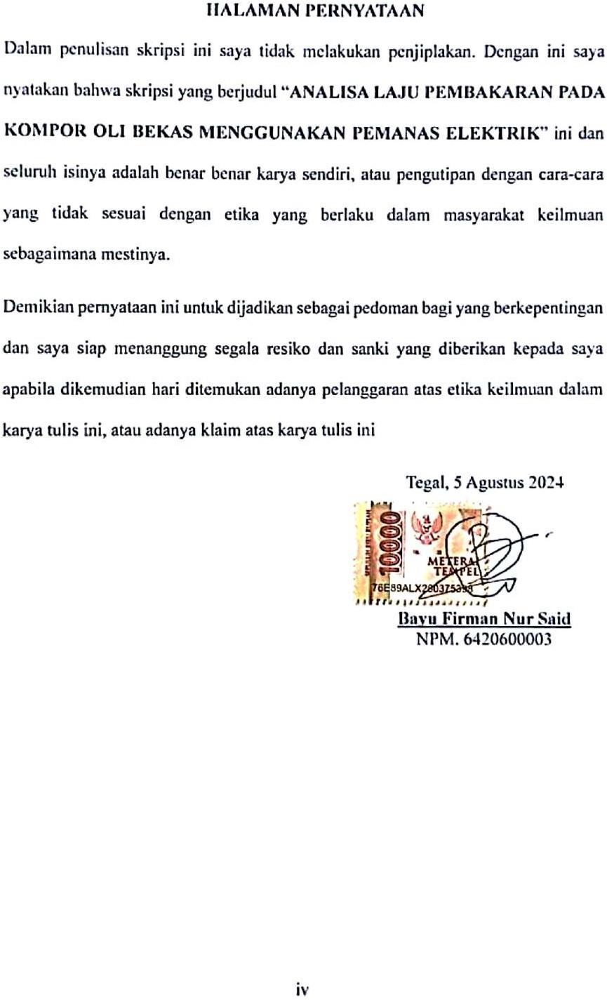 HALAMAN PERNYATAAN
Dalam penulisan skripsi ini saya tidak melakukan penjiplakan. Dengan ini saya
nyatakan bahwa skripsi yang berjudul “ANALISA LAJU PEMBAKARAN PADA
KOMPOR OLI BEKAS MENGGUNAKAN PEMANAS ELEKTRIK” ini dan
seluruh isinya adalah benar benar karya sendiri, atau pengutipan dengan cara-cara
yang tidak sesuai dengan etika yang berlaku dalam masyarakat keilmuan
sebagaimana mestinya.
Demikian pernyataan ini untuk dijadikan sebagai pedoman bagi yang berkepentingan
dan saya siap menanggung segala resiko dan sanki yang diberikan kepada saya
apabila dikemudian hari ditemukan adanya pelanggaran atas etika keilmuan dalam
karya tulis ini, atau adanya klaim atas karya tulis ini
Tegal, 5 Agustus 2024
10000
METERAI
TEMPEL
Bayu Firman Nur Said
NPM. 6420600003
iv